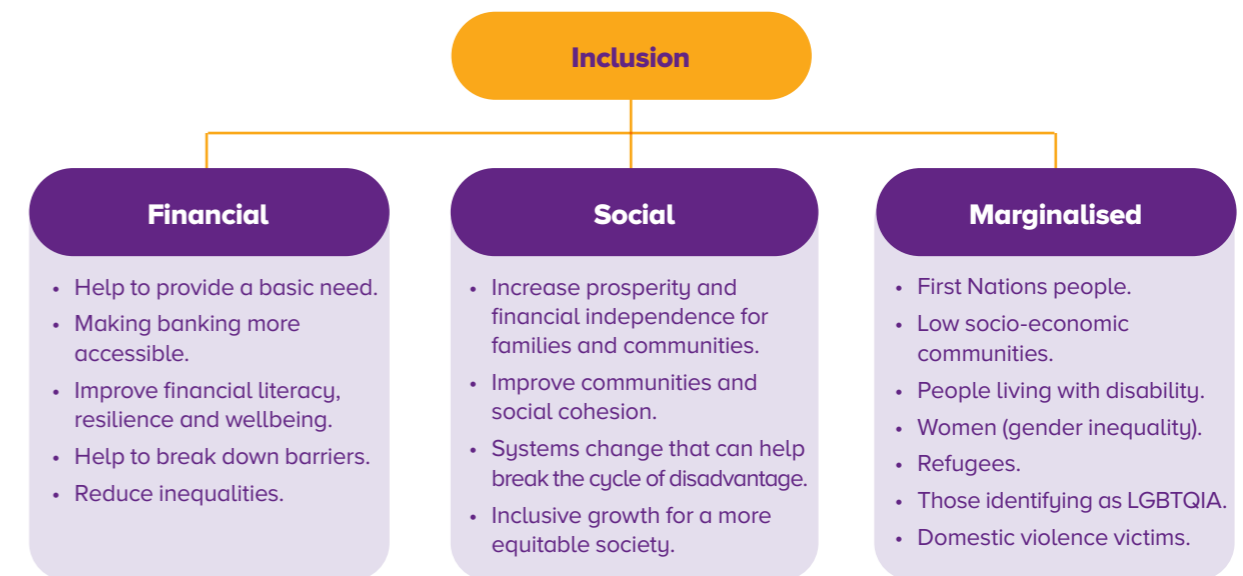 Inclusion
Financial
• Help to provide a basic need.
• Making banking more
accessible.
• Improve financial literacy,
resilience and wellbeing.
• Help to break down barriers.
• Reduce inequalities.
Social
• Increase prosperity and
financial independence for
families and communities.
• Improve communities and
social cohesion.
• Systems change that can help
break the cycle of disadvantage.
• Inclusive growth for a more
equitable society.
Marginalised
• First Nations people.
• Low socio-economic
communities.
• People living with disability.
• Women (gender inequality).
• Refugees.
• Those identifying as LGBTQIA.
• Domestic violence victims.